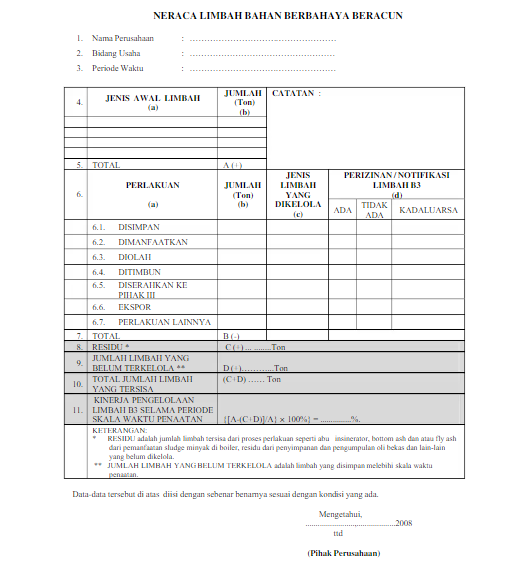 NERACA LIMBAH BAHAN BERBAHAYA BERACUN
1. Nama Perusahaan : ……………………………………………
2. Bidang Usaha : ……………………………………………
3. Periode Waktu : ……………………………………………
4. JENIS AWAL LIMBAH (a) JUMLAH (Ton) (b) CATATAN :
5. TOTAL A (+)
6. PERLAKUAN (a) JUMLAH (Ton) (b) JENIS LIMBAH YANG DIKELOLA (c) PERIZINAN / NOTIFIKASI LIMBAH B3 (d)
ADA TIDAK ADA KADALUARSA
6.1. DISIMPAN
6.2. DIMANFAATKAN
6.3. DIOLAH
6.4. DITIMBUN
6.5. DISERAHKAN KE PIHAK III
6.6. EKSPOR
6.7. PERLAKUAN LAINNYA
7. TOTAL B (-)
8. RESIDU * C (+) ... .........Ton
9. JUMLAH LIMBAH YANG BELUM TERKELOLA ** D (+)…………Ton
10. TOTAL JUMLAH LIMBAH YANG TERSISA (C+D) …… Ton
11. KINERJA PENGELOLAAN LIMBAH B3 SELAMA PERIODE SKALA WAKTU PENAATAN {[A-(C+D)]/A} × 100%} = ...............%.
KETERANGAN:
* RESIDU adalah jumlah limbah tersisa dari proses perlakuan seperti abu insinerator, bottom ash dan atau fly ash
dari pemanfaatan sludge minyak di boiler, residu dari penyimpanan dan pengumpulan oli bekas dan lain-lain
yang belum dikelola.
** JUMLAH LIMBAH YANG BELUM TERKELOLA adalah limbah yang disimpan melebihi skala waktu
penaatan.
Data-data tersebut di atas diisi dengan sebenar benarnya sesuai dengan kondisi yang ada.
Mengetahui,
.........................,...............2008
ttd
(Pihak Perusahaan)